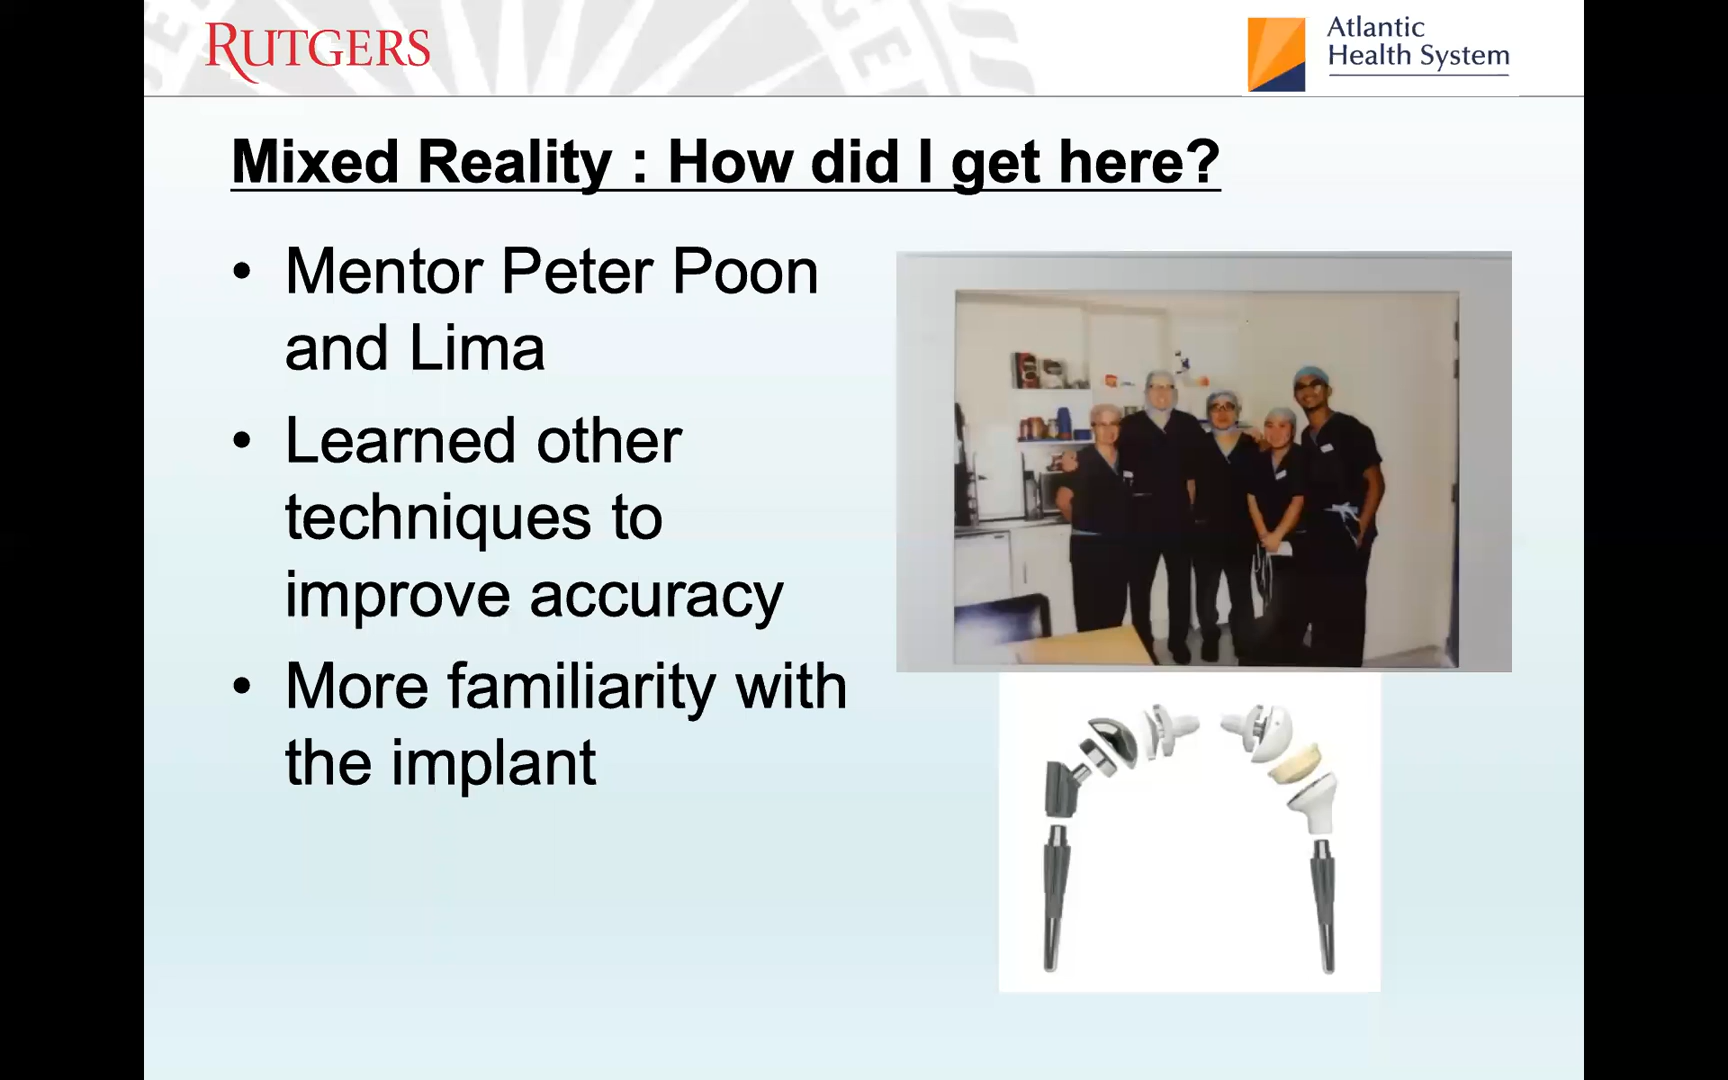 RUTGERS
Atlantic
Health System
Mixed Reality : How did I get here?
• Mentor Peter Poon
and Lima
• Learned other
techniques to
improve accuracy
• More familiarity with
the implant